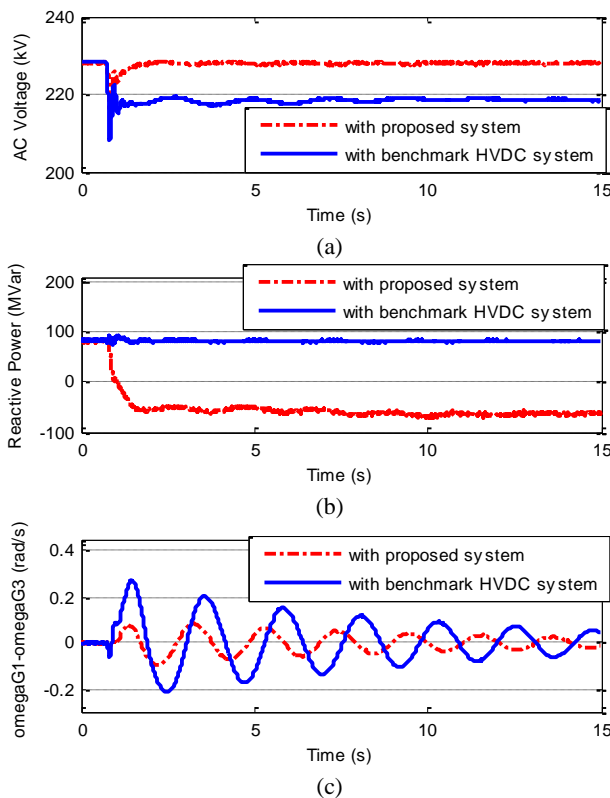 240
220
200
AC Voltage (kV)
with proposed system
with benchmark HVDC system
0
5
10
15
Time (s)
(a)
200
100
0
-100
Reactive Power (MVar)
with proposed system
with benchmark HVDC system
0
5
10
15
Time (s)
(b)
0.4
0.2
0
-0.2
omegaG1-omegaG3 (rad/s)
with proposed system
with benchmark HVDC system
0
5
10
15
Time (s)
(c)